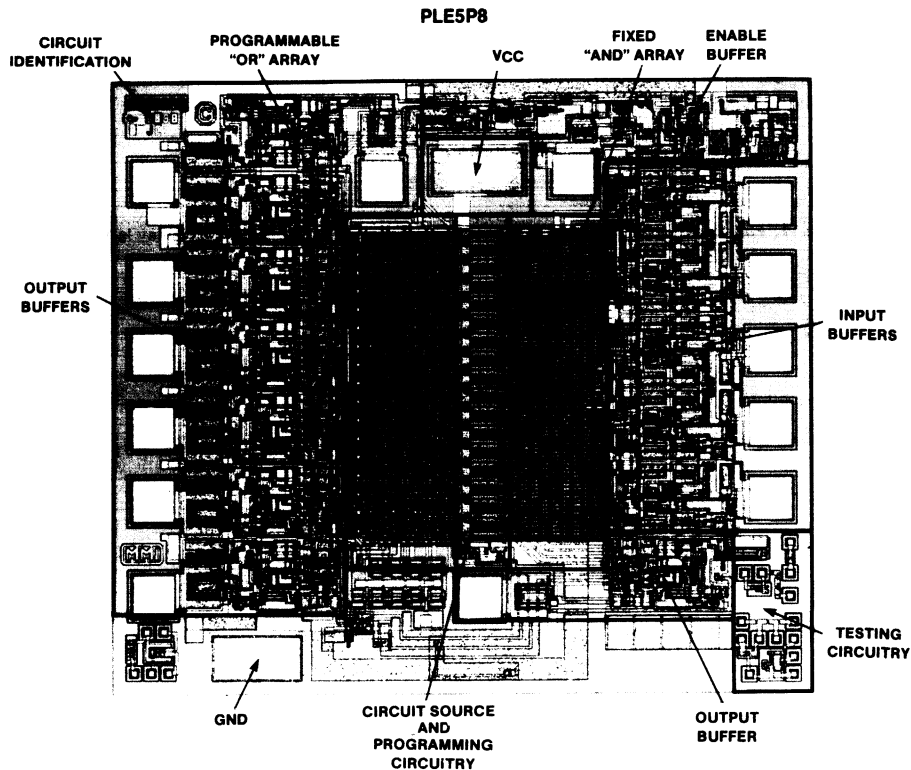 PLE5P8
CIRCUIT
IDENTIFICATION
PROGRAMMABLE
“OR” ARRAY
VCC
FIXED
“AND” ARRAY
ENABLE
BUFFER
©
OUTPUT
BUFFERS
INPUT
BUFFERS
MMI
TESTING
CIRCUITRY
GND
CIRCUIT SOURCE
AND
PROGRAMMING
CIRCUITRY
OUTPUT
BUFFER